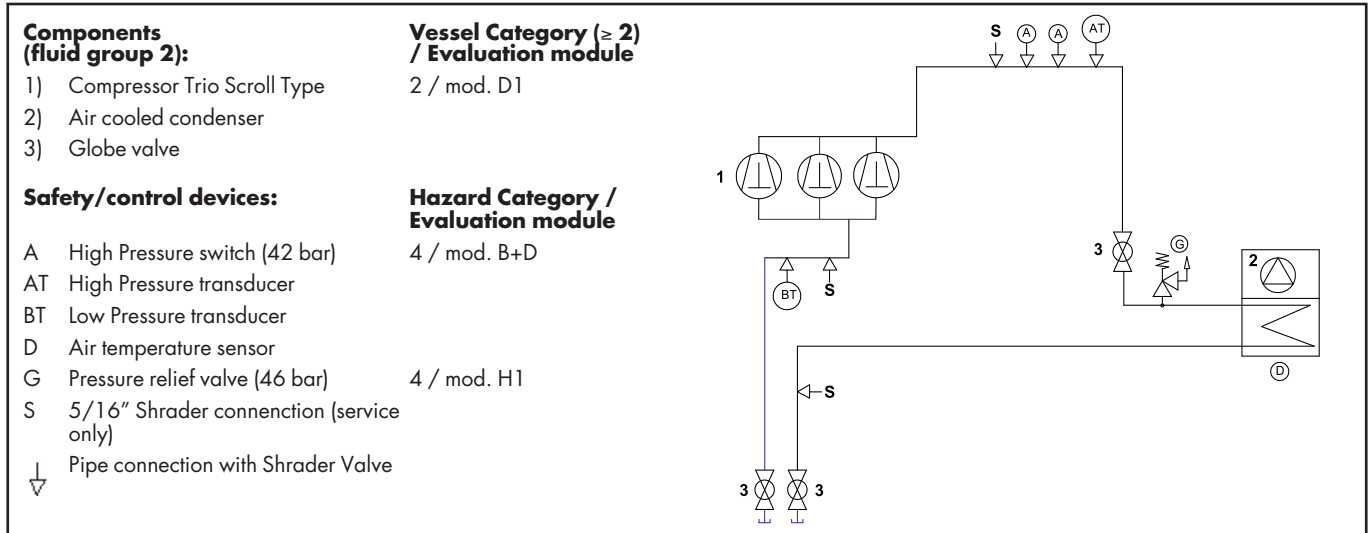 Components
(fluid group 2):
Vessel Category (≥ 2)
/ Evaluation module
1) Compressor Trio Scroll Type 2 / mod. D1
2) Air cooled condenser
3) Globe valve
Safety/control devices:
Hazard Category /
Evaluation module
A High Pressure switch (42 bar) 4 / mod. B+D
AT High Pressure transducer
BT Low Pressure transducer
D Air temperature sensor
G Pressure relief valve (46 bar) 4 / mod. H1
S 5/16” Shrader connenction (service
only)
Pipe connection with Shrader Valve
S A A AT
1
3 G 2
BT S
D
S
3 3